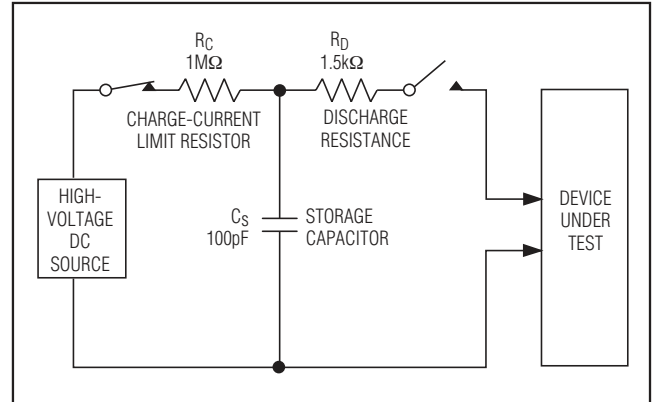 R_C
1MΩ
R_D
1.5kΩ
CHARGE-CURRENT
LIMIT RESISTOR
DISCHARGE
RESISTANCE
HIGH-
VOLTAGE
DC
SOURCE
C_S
100pF
STORAGE
CAPACITOR
DEVICE
UNDER
TEST